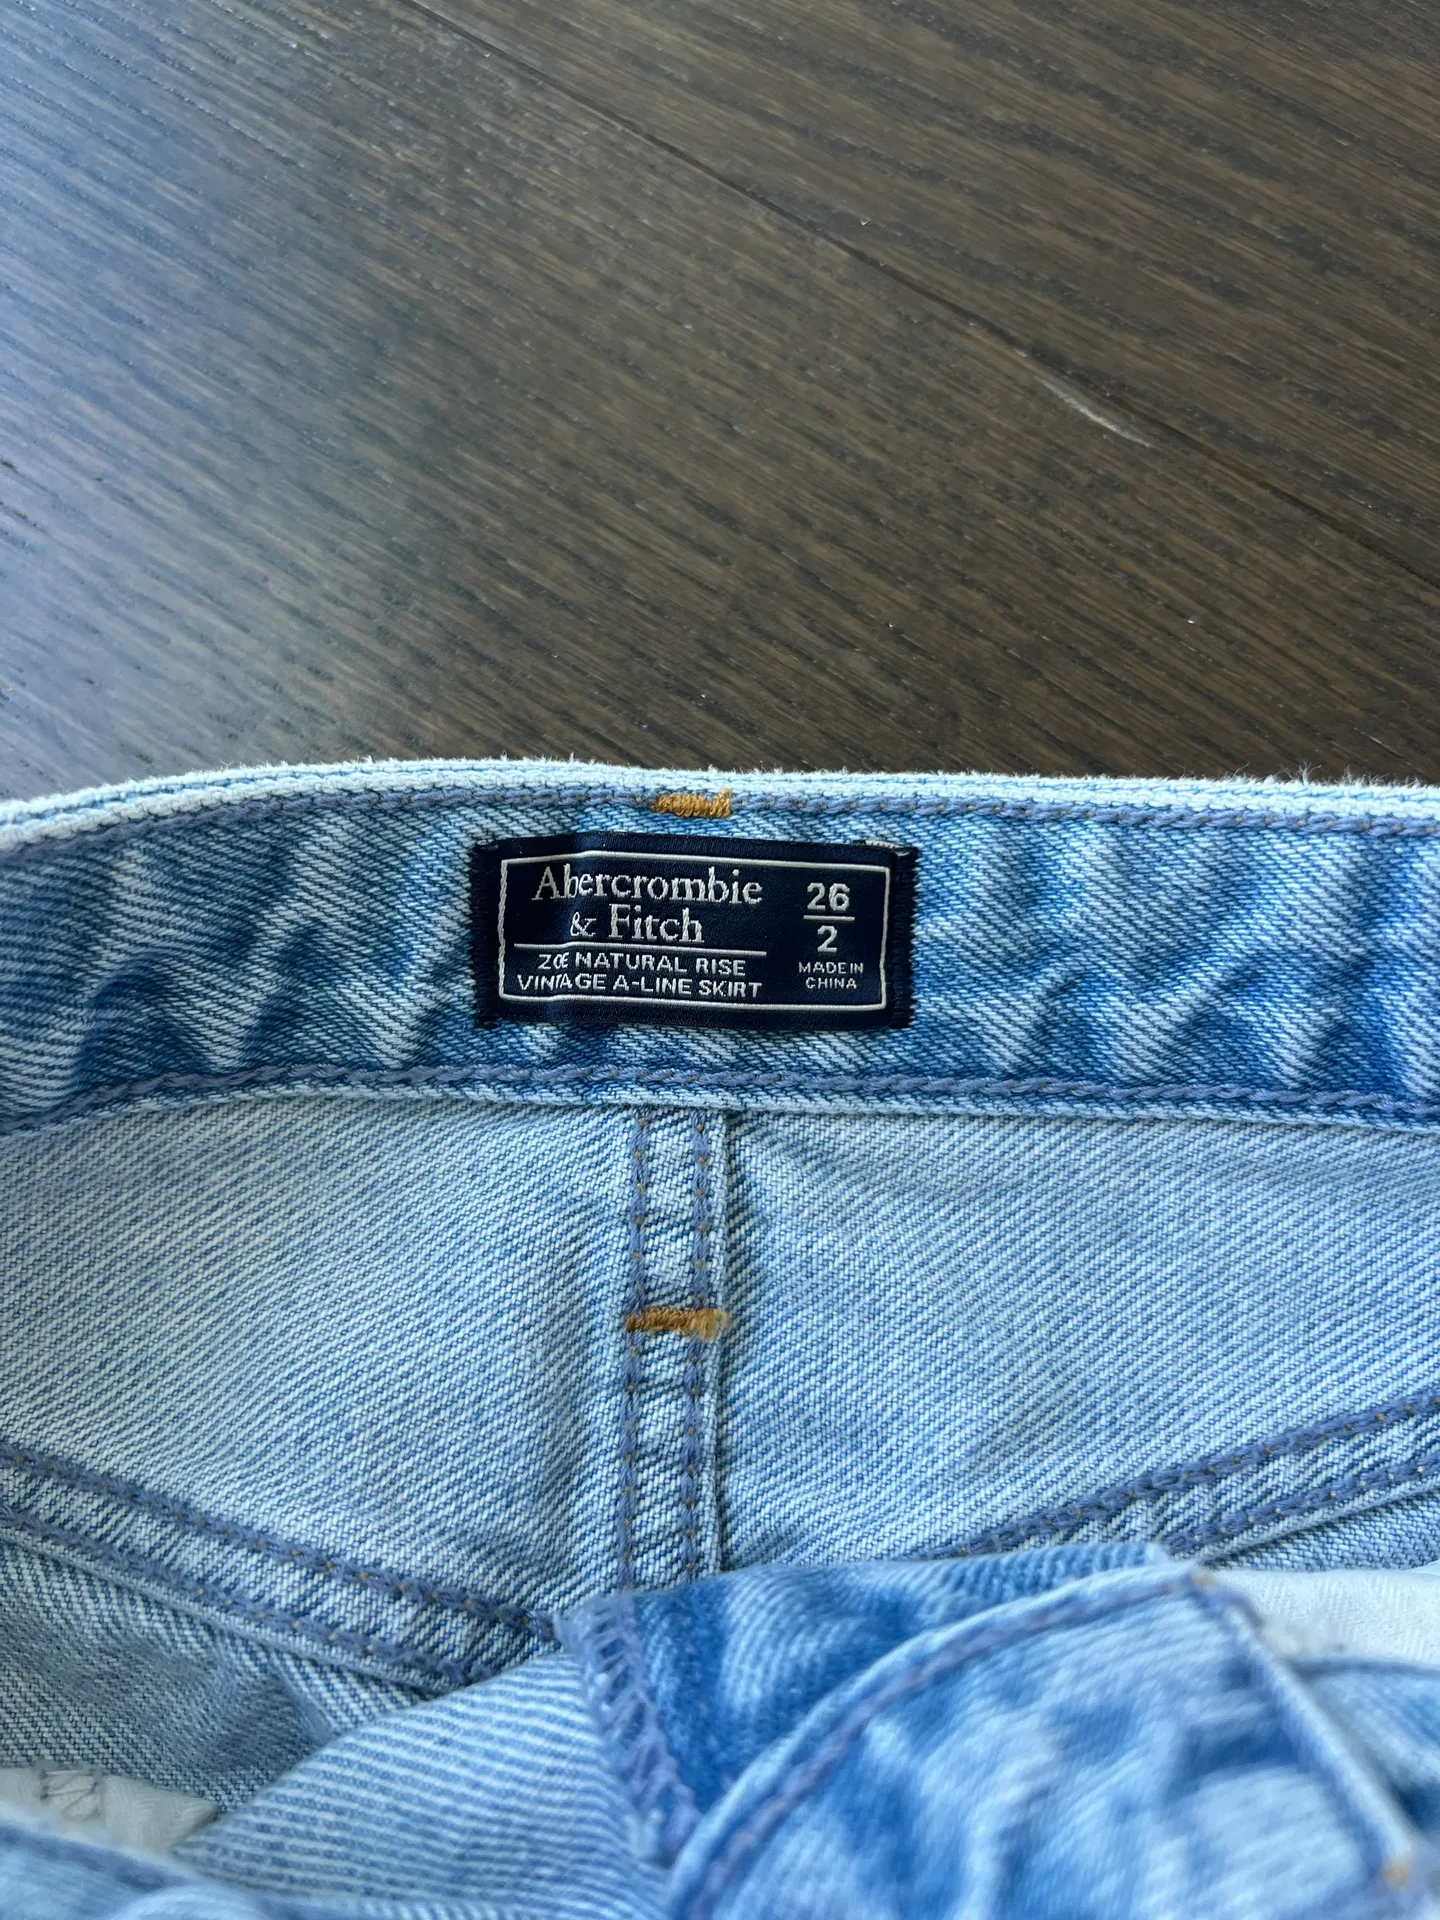 Abercrombie
& Fitch
ZOE NATURAL RISE
VINTAGE A-LINE SKIRT
26
2
MADE IN
CHINA